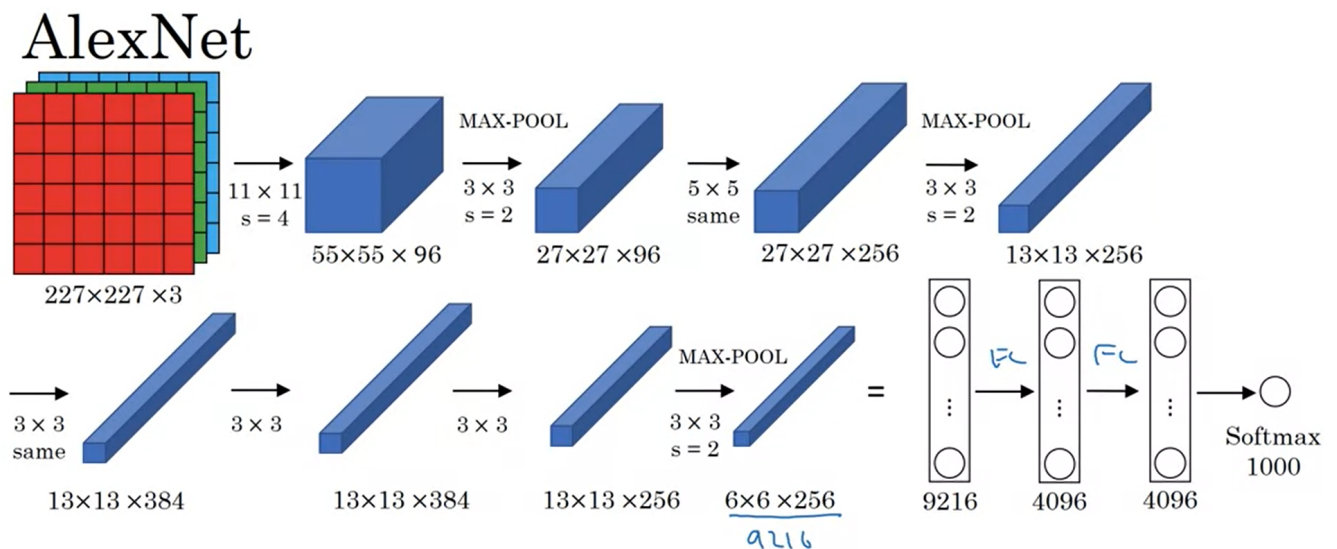 AlexNet
227×227 ×3
11 × 11
s = 4
55×55 × 96
MAX-POOL
3 × 3
s = 2
27×27 ×96
5 × 5
same
27×27 ×256
MAX-POOL
3 × 3
s = 2
13×13 ×256
3 × 3
same
13×13 ×384
3 × 3
13×13 ×384
3 × 3
13×13 ×256
MAX-POOL
3 × 3
s = 2
6×6 ×256
9216
=
9216
FC
4096
FC
4096
Softmax
1000